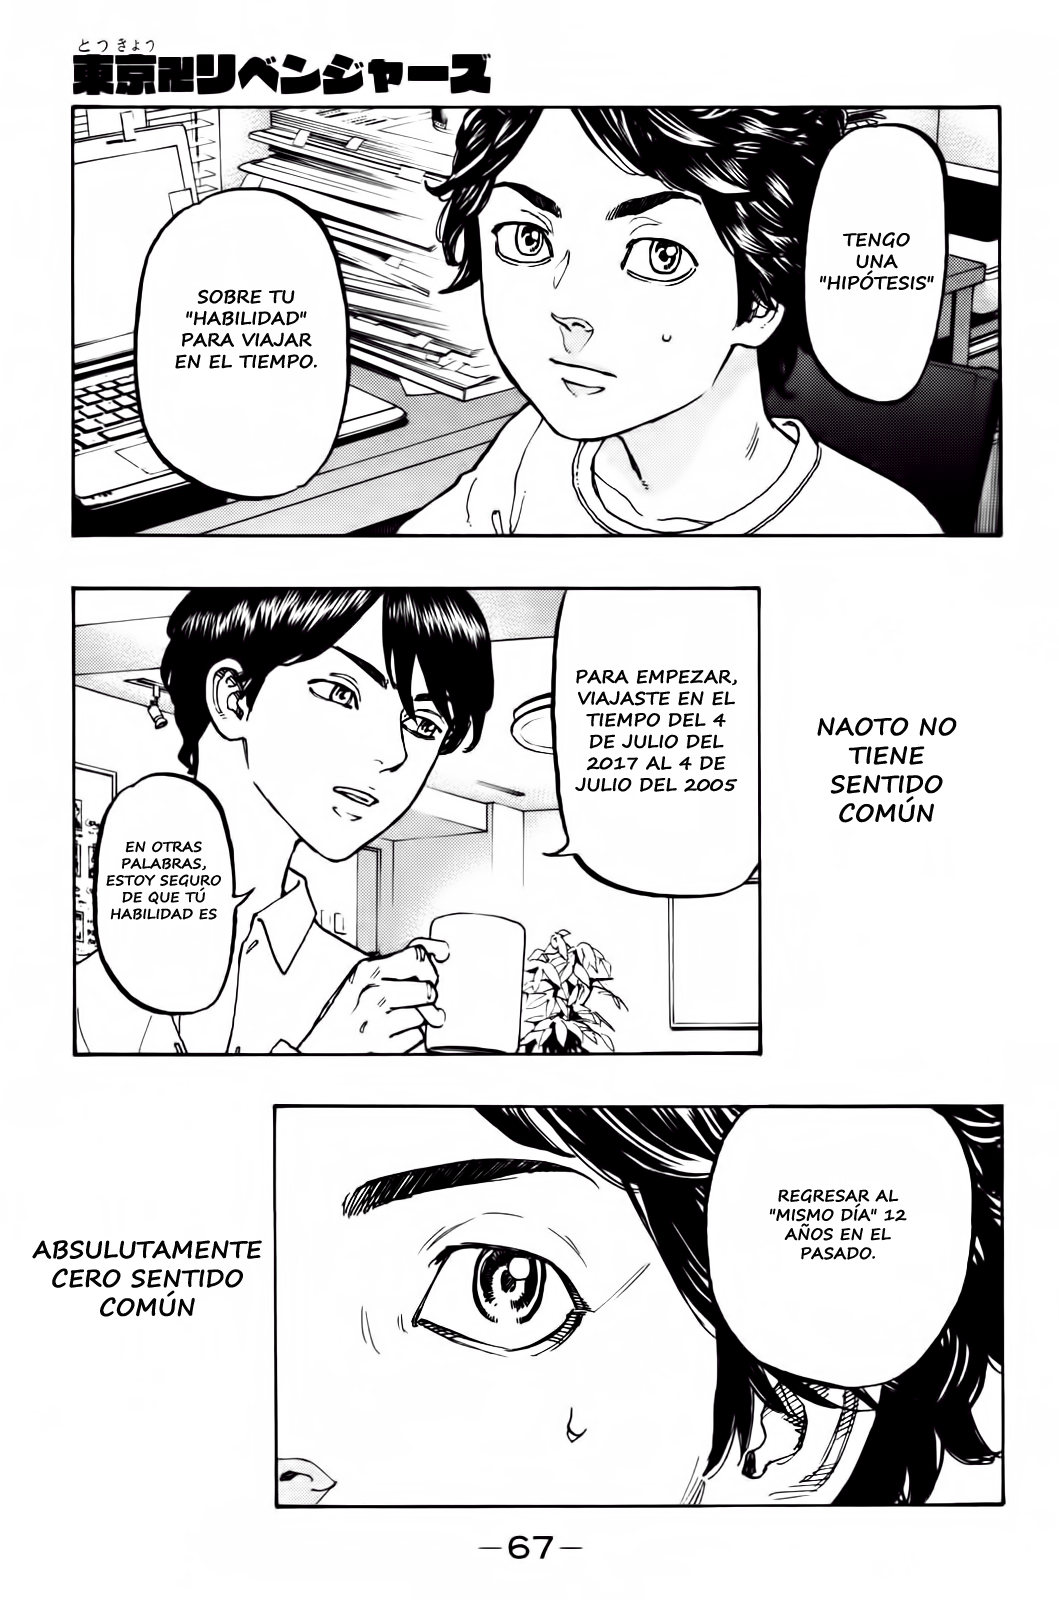 とうきょう
東京卍リベンジャーズ
TENGO
UNA
"HIPÓTESIS"
SOBRE TU
"HABILIDAD"
PARA VIAJAR
EN EL TIEMPO.
PARA EMPEZAR,
VIAJASTE EN EL
TIEMPO DEL 4
DE JULIO DEL
2017 AL 4 DE
JULIO DEL 2005
NAOTO NO
TIENE
SENTIDO
COMÚN
EN OTRAS
PALABRAS,
ESTOY SEGURO
DE QUE TÚ
HABILIDAD ES
REGRESAR AL
"MISMO DÍA" 12
AÑOS EN EL
PASADO.
ABSULUTAMENTE
CERO SENTIDO
COMÚN
—67—